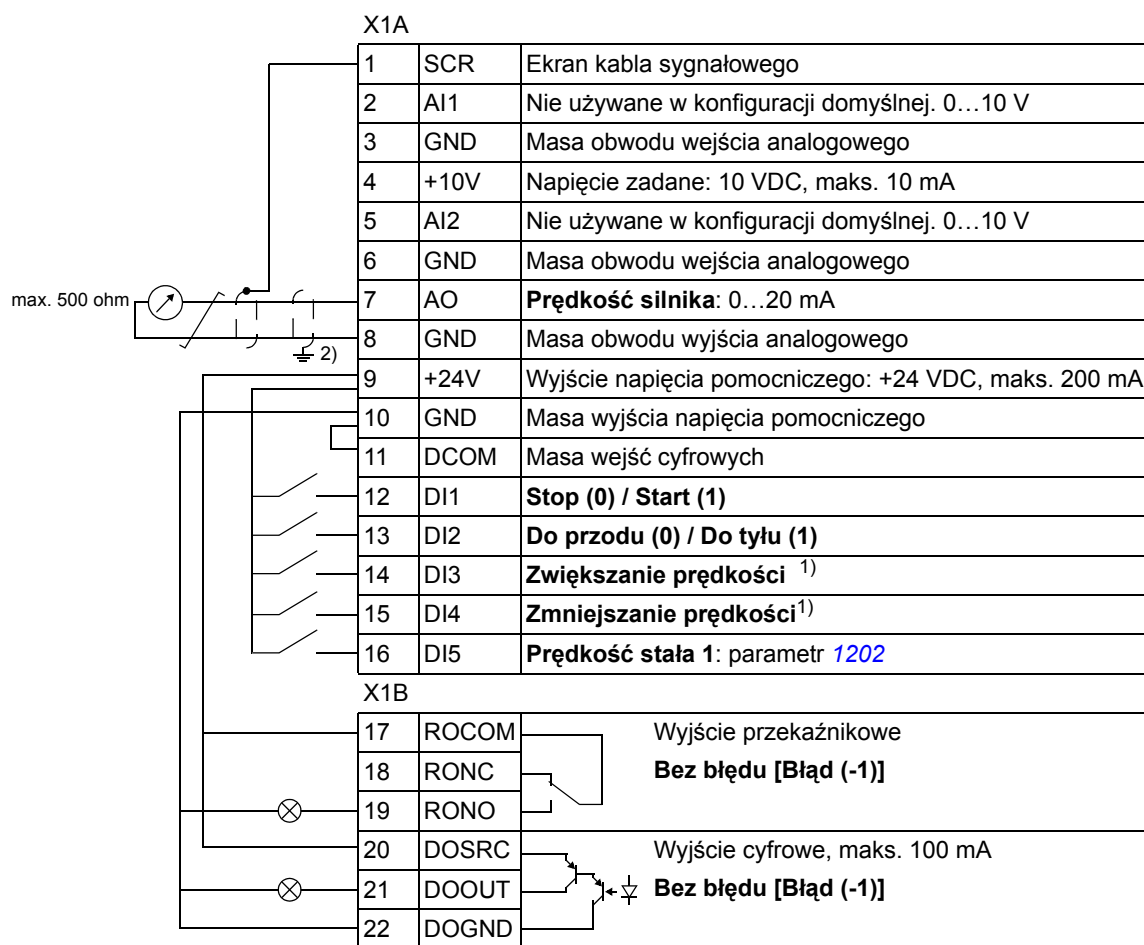 X1A
1 SCR Ekran kabla sygnałowego
2 AI1 Nie używane w konfiguracji domyślnej. 0…10 V
3 GND Masa obwodu wejścia analogowego
4 +10V Napięcie zadane: 10 VDC, maks. 10 mA
5 AI2 Nie używane w konfiguracji domyślnej. 0…10 V
6 GND Masa obwodu wejścia analogowego
max. 500 ohm 7 AO Prędkość silnika: 0…20 mA
8 GND Masa obwodu wyjścia analogowego
2)
9 +24V Wyjście napięcia pomocniczego: +24 VDC, maks. 200 mA
10 GND Masa wyjścia napięcia pomocniczego
11 DCOM Masa wejść cyfrowych
12 DI1 Stop (0) / Start (1)
13 DI2 Do przodu (0) / Do tyłu (1)
14 DI3 Zwiększanie prędkości 1)
15 DI4 Zmniejszanie prędkości1)
16 DI5 Prędkość stała 1: parametr 1202
X1B
17 ROCOM Wyjście przekaźnikowe
18 RONC Bez błędu [Błąd (-1)]
19 RONO
20 DOSRC Wyjście cyfrowe, maks. 100 mA
21 DOOUT Bez błędu [Błąd (-1)]
22 DOGND